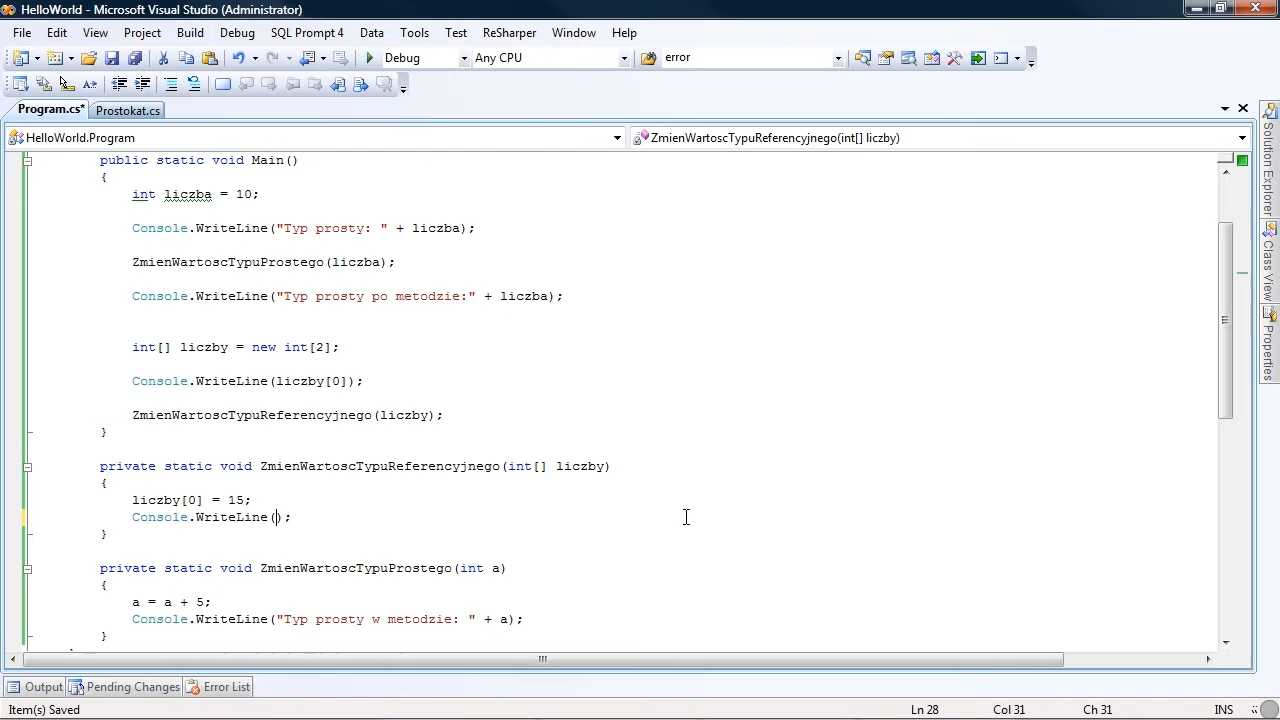 HelloWorld - Microsoft Visual Studio (Administrator)
File Edit View Project Build Debug SQL Prompt 4 Data Tools Test ReSharper Window Help
Debug Any CPU error
Program.cs* Prostokat.cs
HelloWorld.Program ZmienWartoscTypuReferencyjnego(int[] liczby)
public static void Main()
{
int liczba = 10;
Console.WriteLine("Typ prosty: " + liczba);
ZmienWartoscTypuProstego(liczba);
Console.WriteLine("Typ prosty po metodzie:" + liczba);
int[] liczby = new int[2];
Console.WriteLine(liczby[0]);
ZmienWartoscTypuReferencyjnego(liczby);
}
private static void ZmienWartoscTypuReferencyjnego(int[] liczby)
{
liczby[0] = 15;
Console.WriteLine();
}
private static void ZmienWartoscTypuProstego(int a)
{
a = a + 5;
Console.WriteLine("Typ prosty w metodzie: " + a);
}
Solution Explorer
Class View
Properties
Output Pending Changes Error List
Item(s) Saved Ln 28 Col 31 Ch 31 INS